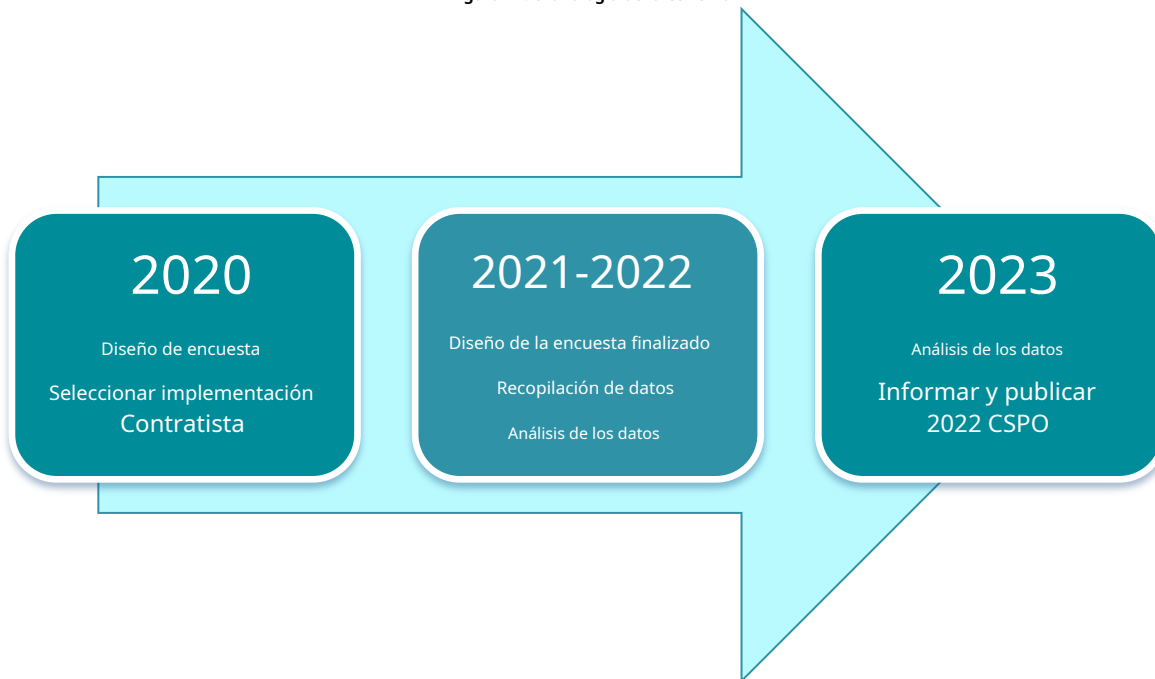 2020
Diseño de encuesta
Seleccionar implementación
Contratista
2021-2022
Diseño de la encuesta finalizado
Recopilación de datos
Análisis de los datos
2023
Análisis de los datos
Informar y publicar
2022 CSPO